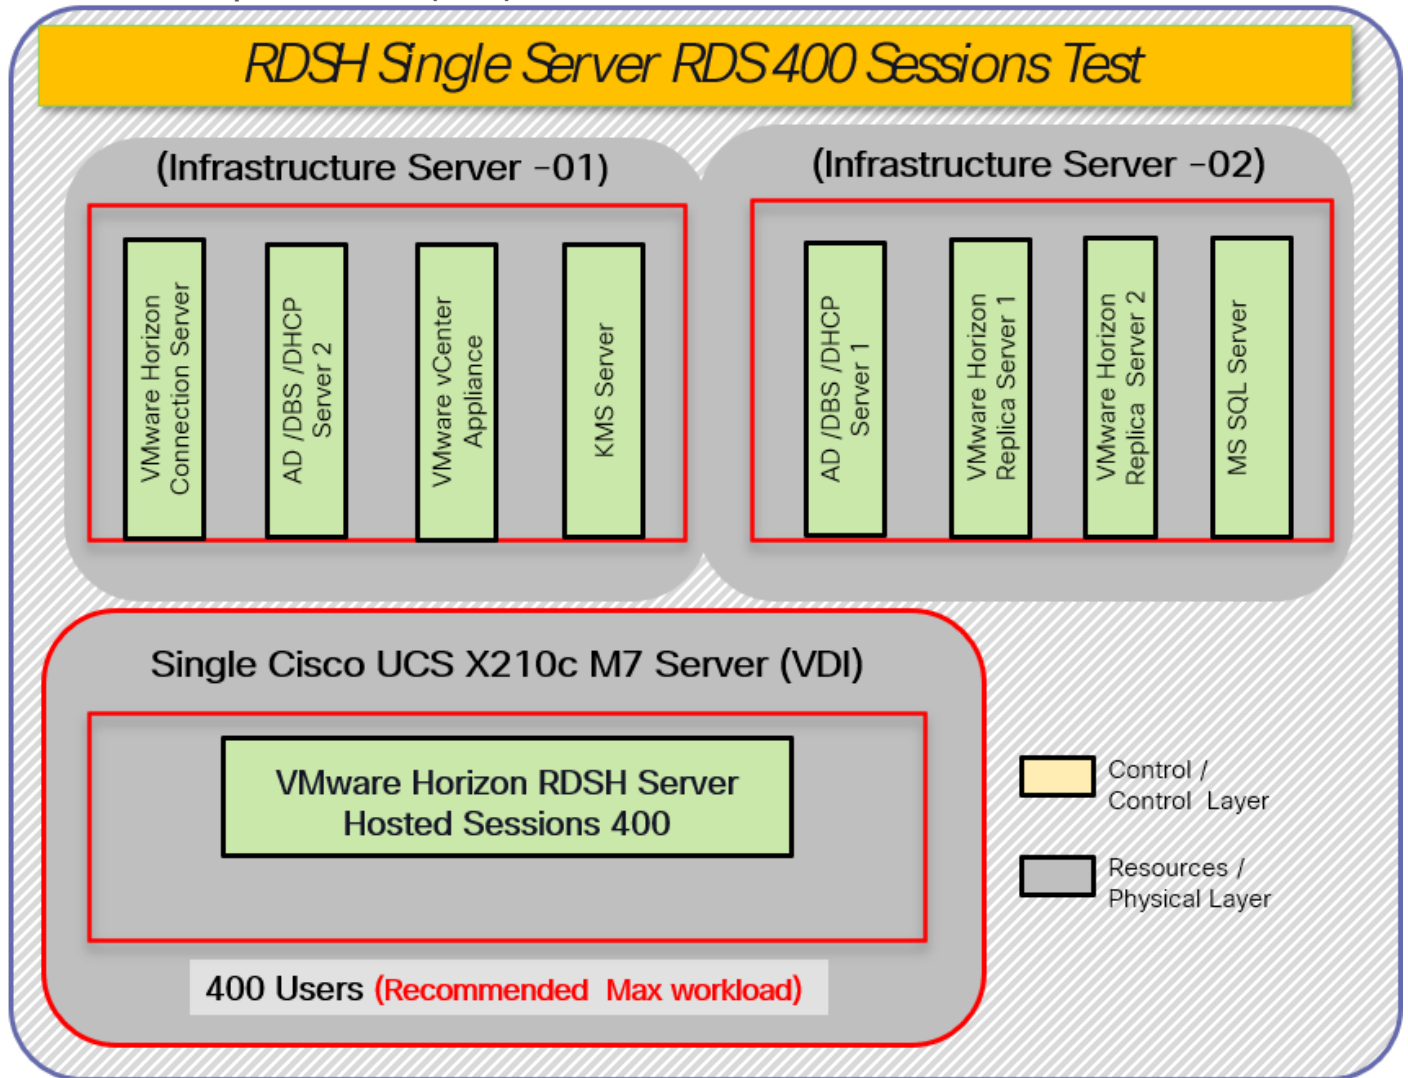 RDSH Single Server RDS 400 Sessions Test
(Infrastructure Server -01)
VMware Horizon
Connection Server
AD /DBS /DHCP
Server 2
VMware vCenter
Appliance
KMS Server
(Infrastructure Server -02)
AD /DBS /DHCP
Server 1
VMware Horizon
Replica Server 1
VMware Horizon
Replica Server 2
MS SQL Server
Single Cisco UCS X210c M7 Server (VDI)
VMware Horizon RDSH Server
Hosted Sessions 400
400 Users (Recommended Max workload)
Control /
Control Layer
Resources /
Physical Layer